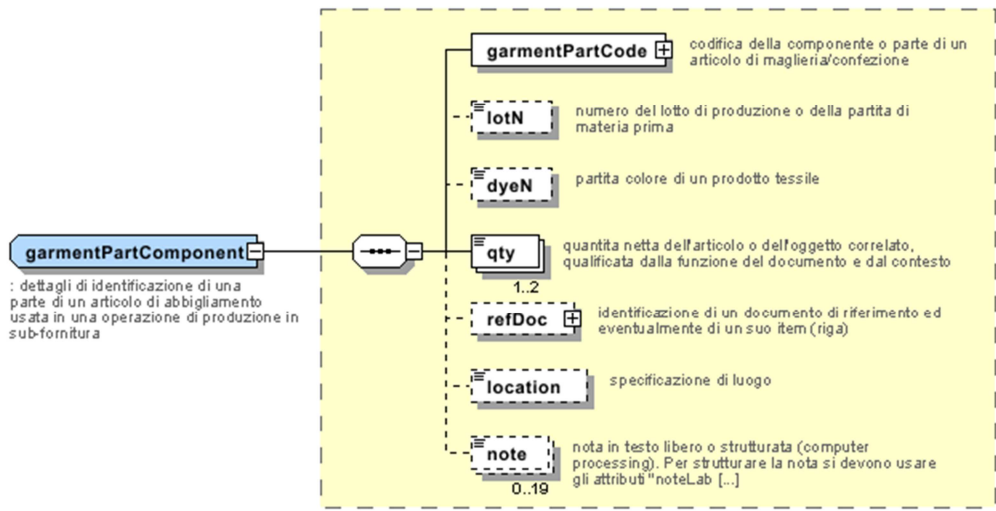 garmentPartCode
codifica della componente o parte di un
articolo di maglieria/confezione
lotN
numero del lotto di produzione o della partita di
materia prima
dyeN
partita colore di un prodotto tessile
garmentPartComponent
: dettagli di identificazione di una
parte di un articolo di abbigliamento
usata in una operazione di produzione in
sub-fornitura
qty
1..2
quantita netta dell'articolo o dell'oggetto correlato,
qualificata dalla funzione del documento e dal contesto
refDoc
identificazione di un documento di riferimento ed
eventualmente di un suo item (riga)
location
specificazione di luogo
note
0..19
nota in testo libero o strutturata (computer
processing). Per strutturare la nota si devono usare
gli attributi "noteLab [...]